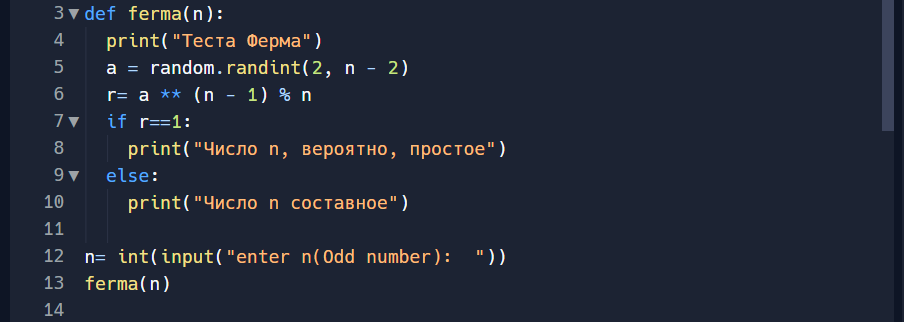 3 def ferma(n):
4 print("Теста Ферма")
5 a = random.randint(2, n - 2)
6 r= a ** (n - 1) % n
7 if r==1:
8 print("Число n, вероятно, простое")
9 else:
10 print("Число n составное")
11
12 n= int(input("enter n(Odd number):  "))
13 ferma(n)
14